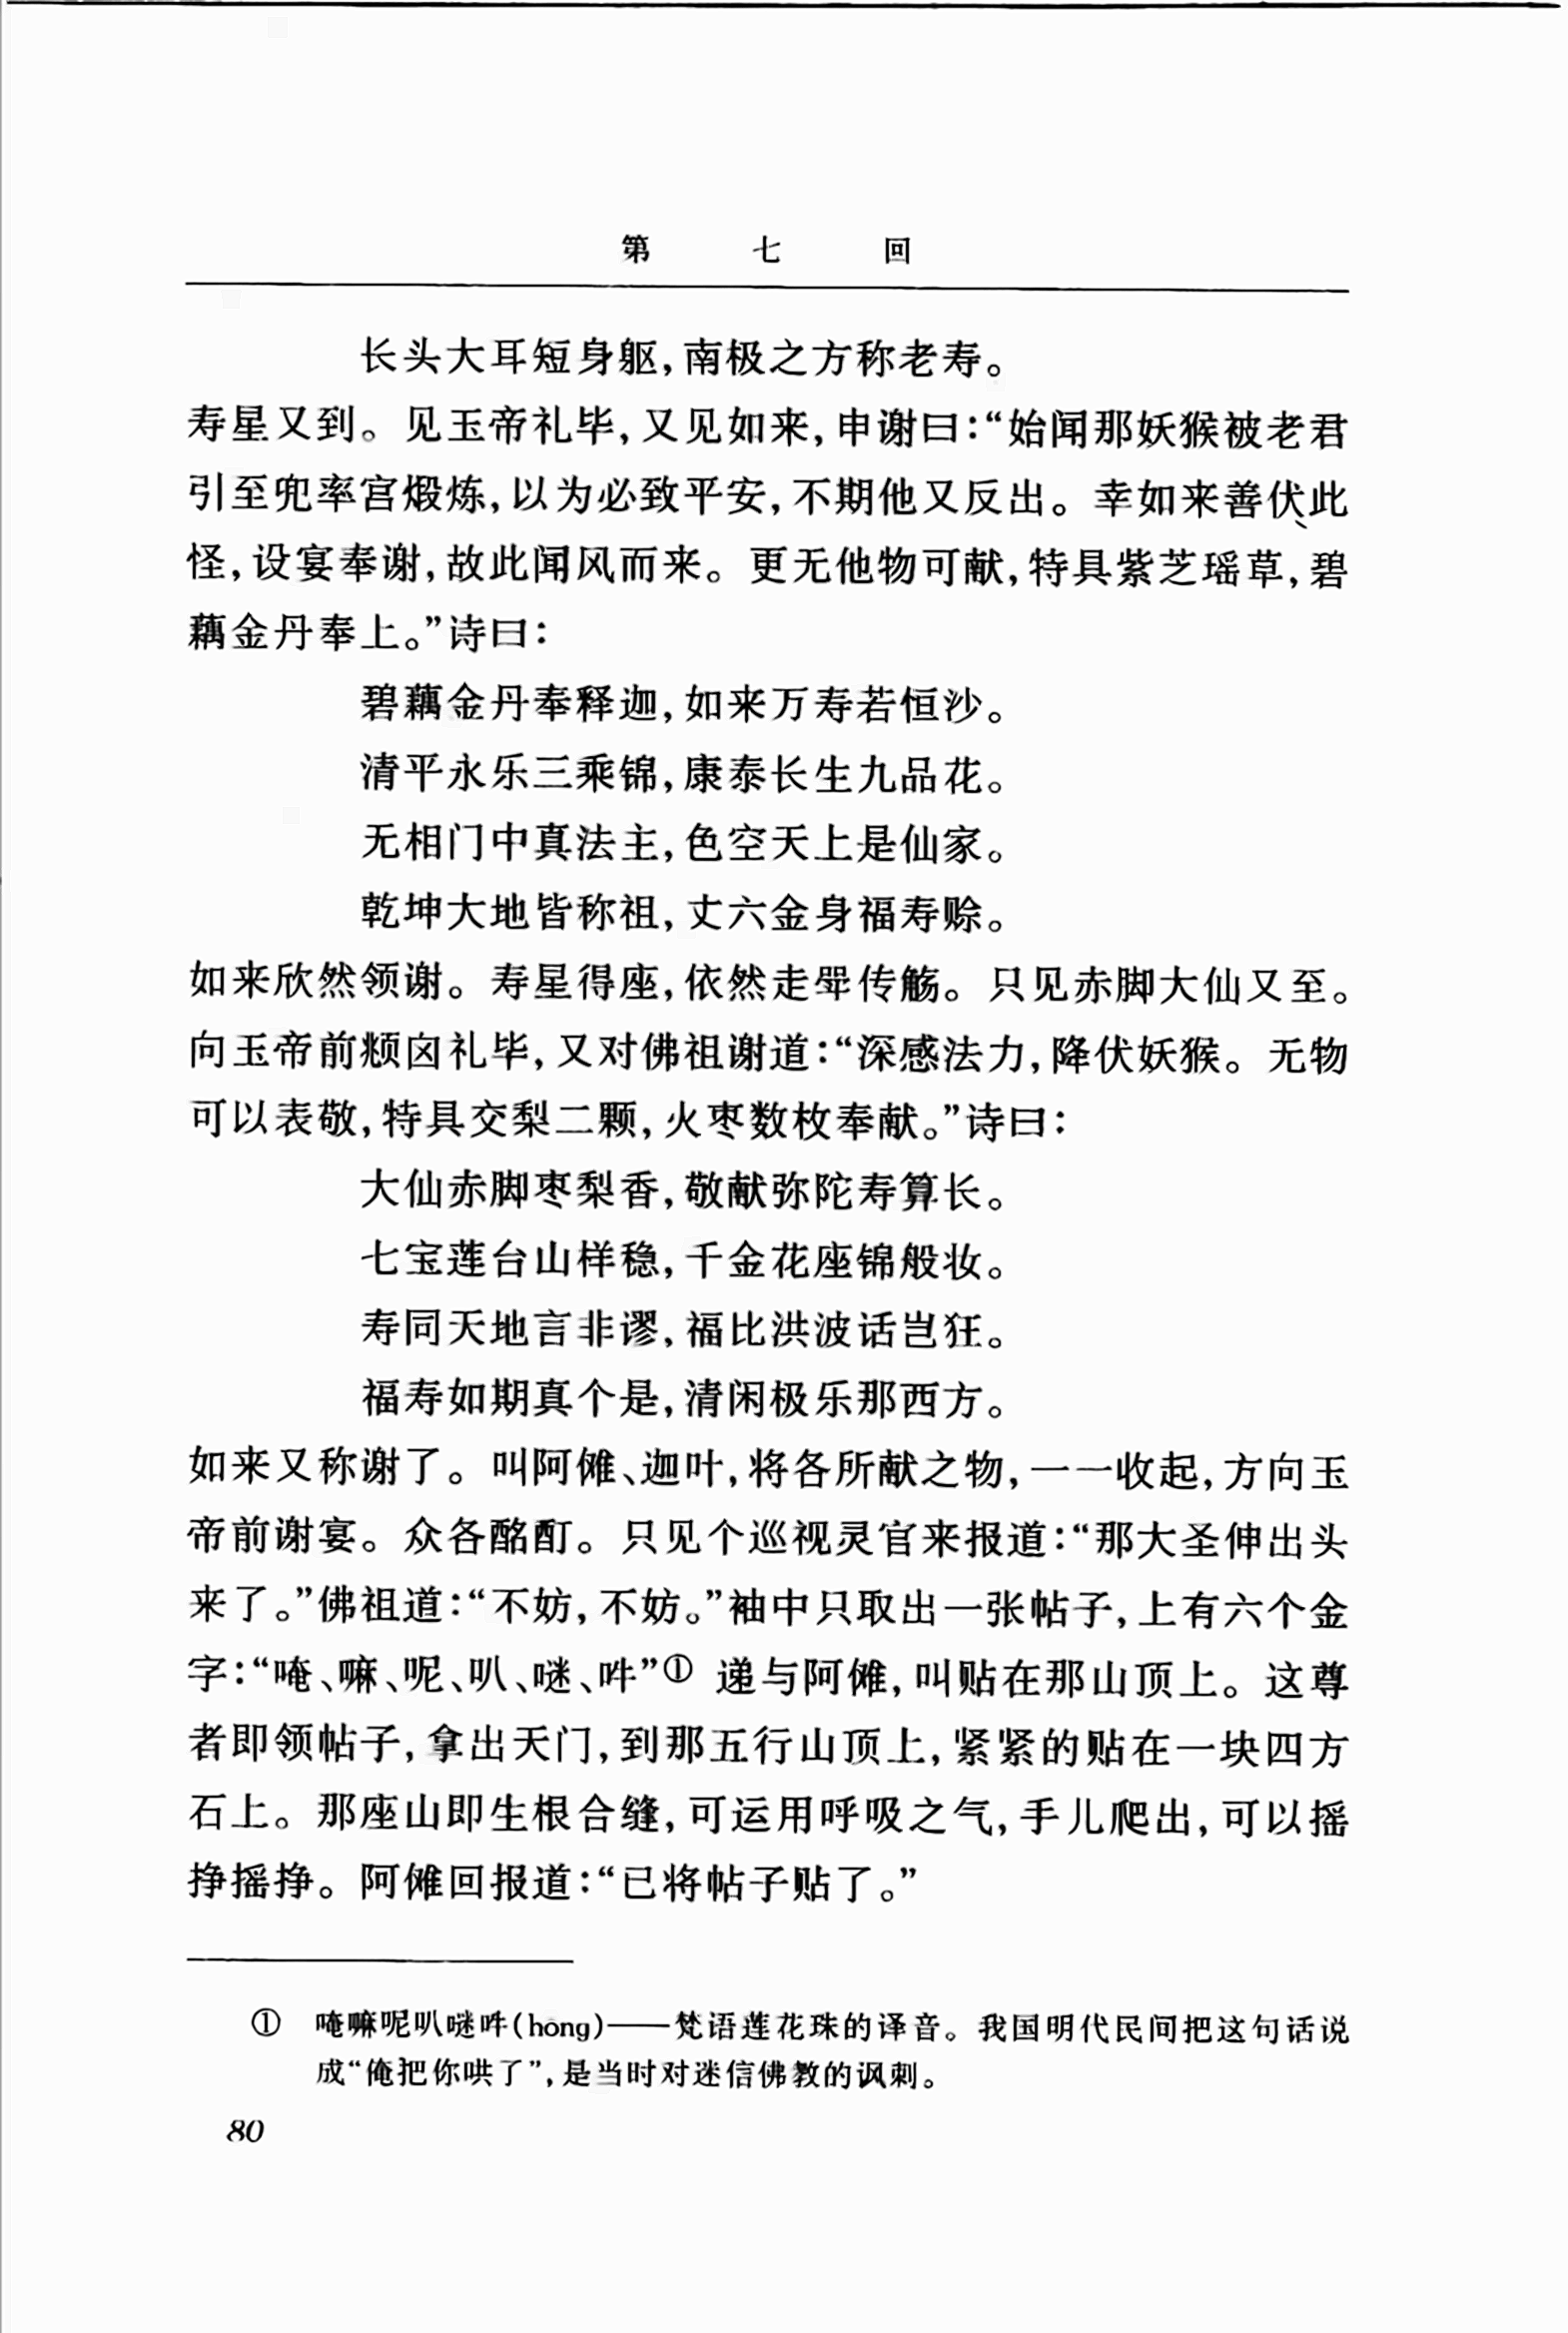 第七回
长头大耳短身躯，南极之方称老寿。
寿星又到。见玉帝礼毕，又见如来，申谢曰：“始闻那妖猴被老君
引至兜率宫煅炼，以为必致平安，不期他又反出。幸如来善伏此
怪，设宴奉谢，故此闻风而来。更无他物可献，特具紫芝瑶草，碧
藕金丹奉上。”诗曰：
碧藕金丹奉释迦，如来万寿若恒沙。
清平永乐三乘锦，康泰长生九品花。
无相门中真法主，色空天上是仙家。
乾坤大地皆称祖，丈六金身福寿赊。
如来欣然领谢。寿星得座，依然走斝传觞。只见赤脚大仙又至。
向玉帝前頫囟礼毕，又对佛祖谢道：“深感法力，降伏妖猴。无物
可以表敬，特具交梨二颗，火枣数枚奉献。”诗曰：
大仙赤脚枣梨香，敬献弥陀寿算长。
七宝莲台山样稳，千金花座锦般妆。
寿同天地言非谬，福比洪波话岂狂。
福寿如期真个是，清闲极乐那西方。
如来又称谢了。叫阿傩、迦叶，将各所献之物，一一收起，方向玉
帝前谢宴。众各酩酊。只见个巡视灵官来报道：“那大圣伸出头
来了。”佛祖道：“不妨，不妨。”袖中只取出一张帖子，上有六个金
字：“唵、嘛、呢、叭、𠺗、吽”① 递与阿傩，叫贴在那山顶上。这尊
者即领帖子，拿出天门，到那五行山顶上，紧紧的贴在一块四方
石上。那座山即生根合缝，可运用呼吸之气，手儿爬出，可以摇
挣摇挣。阿傩回报道：“已将帖子贴了。”
① 唵嘛呢叭𠺗吽(hōng)——梵语莲花珠的译音。我国明代民间把这句话说
成“俺把你哄了”，是当时对迷信佛教的讽刺。
80